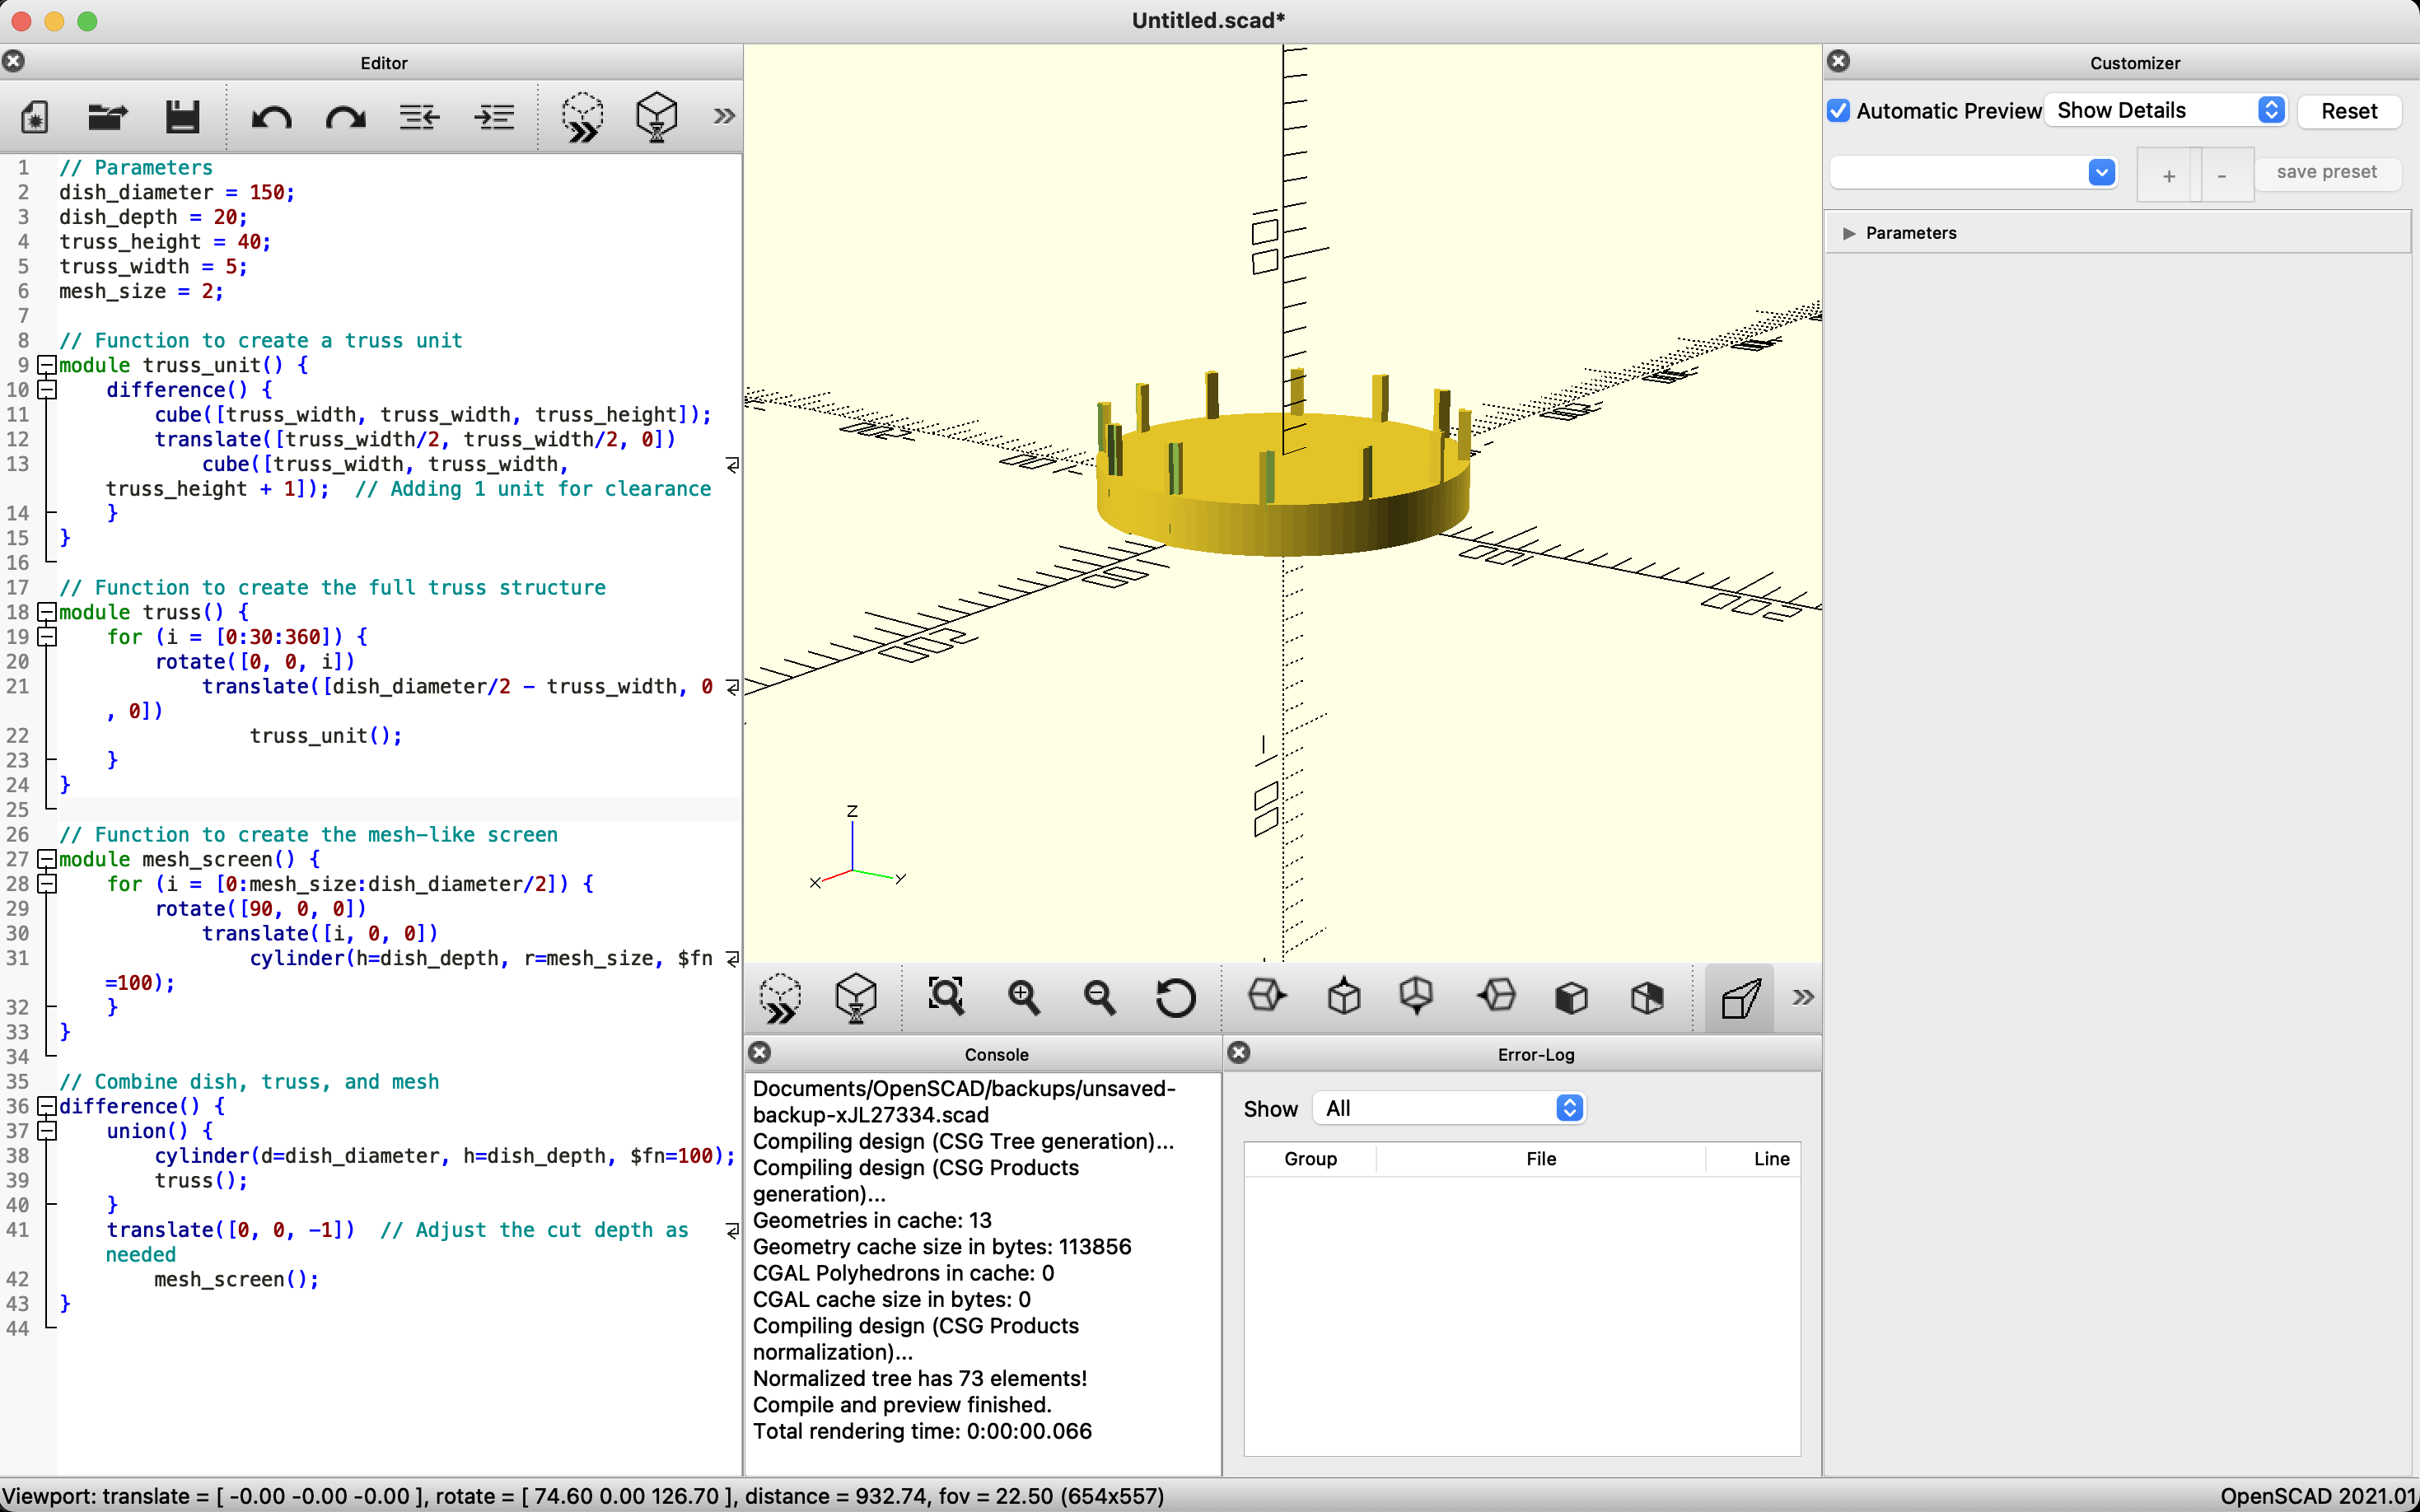 Untitled.scad*
Editor
1 // Parameters
2 dish_diameter = 150;
3 dish_depth = 20;
4 truss_height = 40;
5 truss_width = 5;
6 mesh_size = 2;
7
8 // Function to create a truss unit
9 module truss_unit() {
10 difference() {
11 cube([truss_width, truss_width, truss_height]);
12 translate([truss_width/2, truss_width/2, 0])
13 cube([truss_width, truss_width,
truss_height + 1]);  // Adding 1 unit for clearance
14 }
15 }
16
17 // Function to create the full truss structure
18 module truss() {
19 for (i = [0:30:360]) {
20 rotate([0, 0, i])
21 translate([dish_diameter/2 - truss_width, 0
, 0])
22 truss_unit();
23 }
24 }
25
26 // Function to create the mesh-like screen
27 module mesh_screen() {
28 for (i = [0:mesh_size:dish_diameter/2]) {
29 rotate([90, 0, 0])
30 translate([i, 0, 0])
31 cylinder(h=dish_depth, r=mesh_size, $fn
=100);
32 }
33 }
34
35 // Combine dish, truss, and mesh
36 difference() {
37 union() {
38 cylinder(d=dish_diameter, h=dish_depth, $fn=100);
39 truss();
40 }
41 translate([0, 0, -1])  // Adjust the cut depth as
needed
42 mesh_screen();
43 }
44
Z
X
Y
Console
Documents/OpenSCAD/backups/unsaved-
backup-xJL27334.scad
Compiling design (CSG Tree generation)...
Compiling design (CSG Products
generation)...
Geometries in cache: 13
Geometry cache size in bytes: 113856
CGAL Polyhedrons in cache: 0
CGAL cache size in bytes: 0
Compiling design (CSG Products
normalization)...
Normalized tree has 73 elements!
Compile and preview finished.
Total rendering time: 0:00:00.066
Error-Log
Show All
Group File Line
Customizer
Automatic Preview Show Details Reset
+ - save preset
Parameters
Viewport: translate = [ -0.00 -0.00 -0.00 ], rotate = [ 74.60 0.00 126.70 ], distance = 932.74, fov = 22.50 (654x557)
OpenSCAD 2021.01